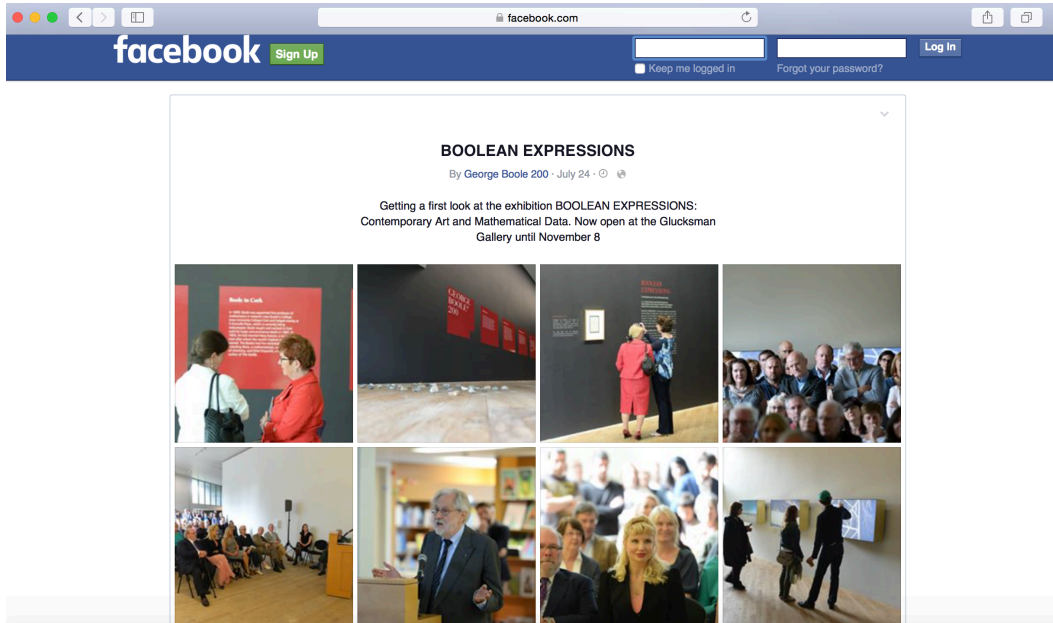 facebook.com
facebook Sign Up
Log In
Keep me logged in Forgot your password?
BOOLEAN EXPRESSIONS
By George Boole 200 · July 24 ·
Getting a first look at the exhibition BOOLEAN EXPRESSIONS:
Contemporary Art and Mathematical Data. Now open at the Glucksman
Gallery until November 8
Boole in Cork
GEORGE
BOOLE
200
BOOLEAN
EXPRESSIONS